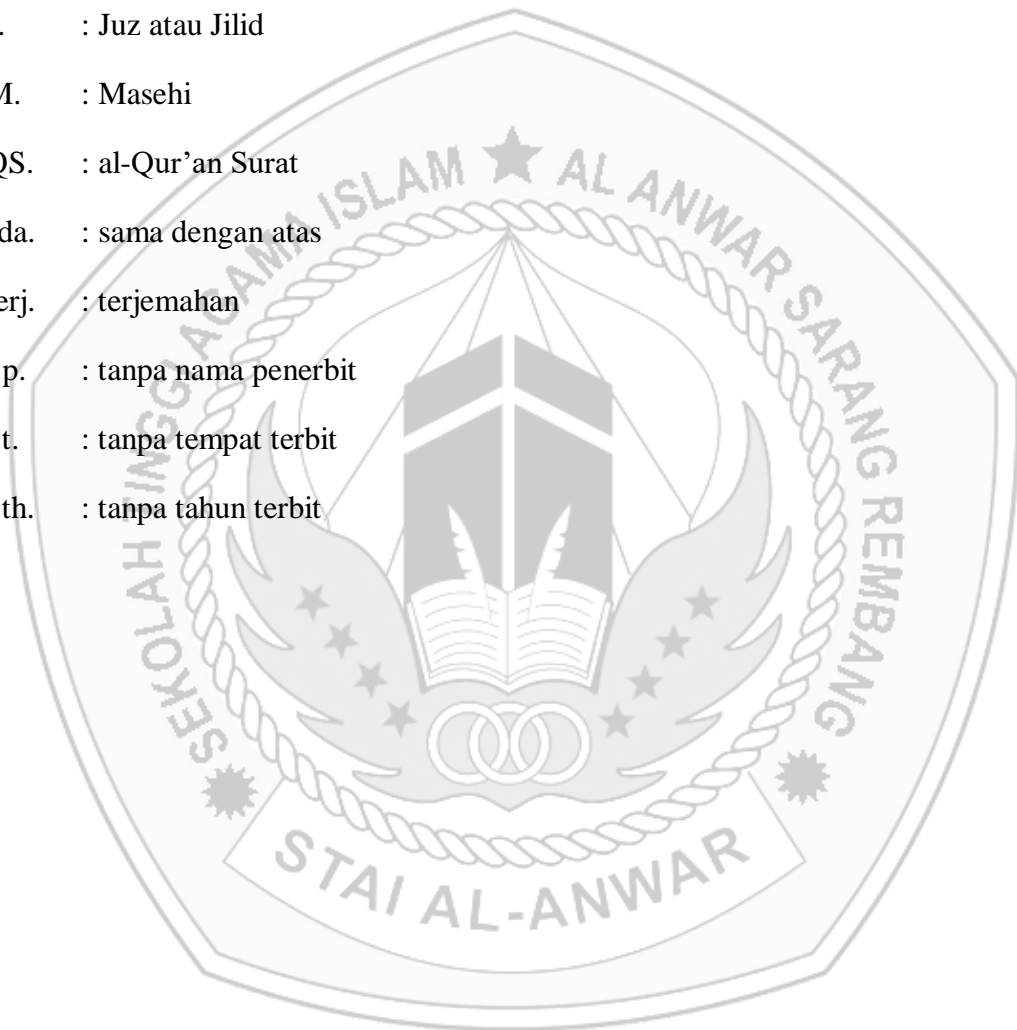 . : Juz atau Jilid
M. : Masehi
QS. : al-Qur’an Surat
da. : sama dengan atas
erj. : terjemahan
p. : tanpa nama penerbit
t. : tanpa tempat terbit
th. : tanpa tahun terbit
SEKOLAH TINGG AGAMA ISLAM ★ AL ANWAR SARANG REMBANG
STAI AL-ANWAR